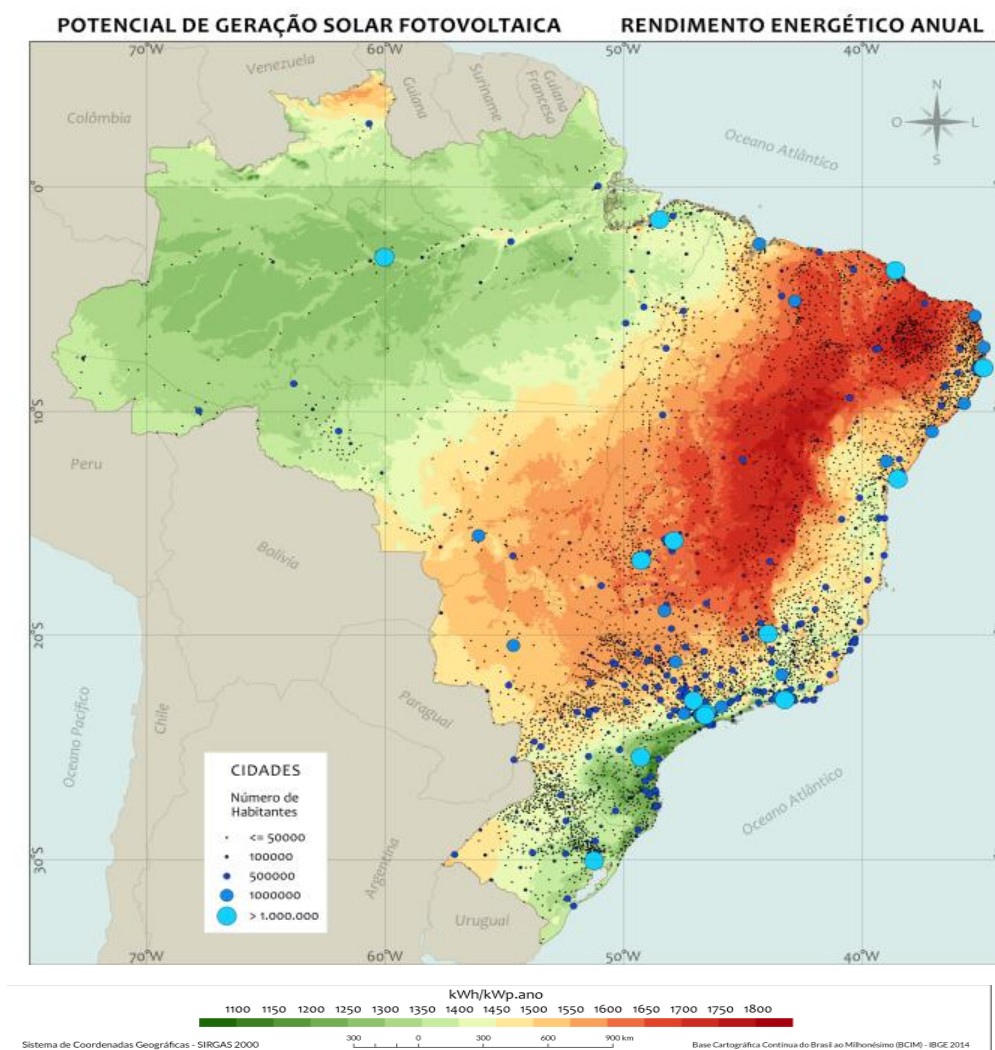 POTENCIAL DE GERAÇÃO SOLAR FOTOVOLTAICA RENDIMENTO ENERGÉTICO ANUAL
70°W 60°W 50°W 40°W
Venezuela
Guiana
Suriname
Guiana
Francesa
Colômbia
N
O L
S
Oceano Atlântico
0°
10°S
Peru
Bolívia
20°S
Paraguai
Chile
Oceano Pacífico
Oceano Atlântico
CIDADES
Número de
Habitantes
<= 50000
100000
500000
1000000
> 1.000.000
30°S
Argentina
Uruguai
70°W 60°W 50°W 40°W
kWh/kWp.ano
1100 1150 1200 1250 1300 1350 1400 1450 1500 1550 1600 1650 1700 1750 1800
Sistema de Coordenadas Geográficas - SIRGAS 2000
300 0 300 600 900 km
Base Cartográfica Contínua do Brasil ao Milhonésimo (BCIM) - IBGE 2014